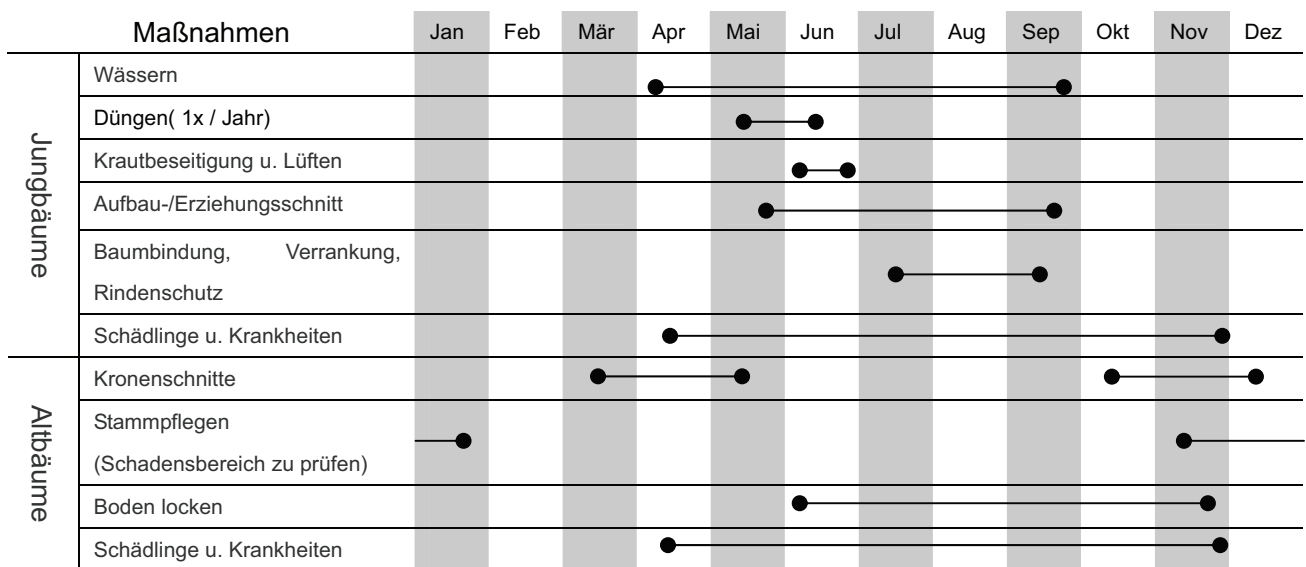 Maßnahmen Jan Feb Mär Apr Mai Jun Jul Aug Sep Okt Nov Dez
Jungbäume
Wässern
Düngen( 1x / Jahr)
Krautbeseitigung u. Lüften
Aufbau-/Erziehungsschnitt
Baumbindung, Verrankung,
Rindenschutz
Schädlinge u. Krankheiten
Altbäume
Kronenschnitte
Stammpflegen
(Schadensbereich zu prüfen)
Boden locken
Schädlinge u. Krankheiten